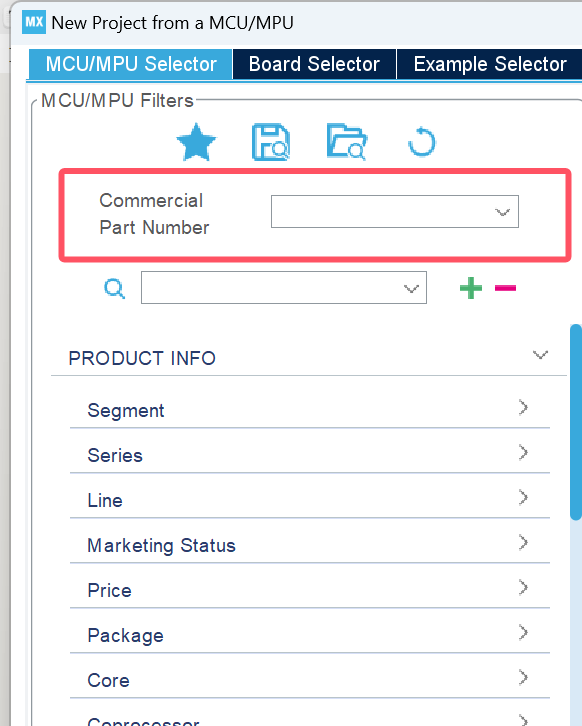 MX New Project from a MCU/MPU
MCU/MPU Selector Board Selector Example Selector
MCU/MPU Filters
Commercial
Part Number
PRODUCT INFO
Segment
Series
Line
Marketing Status
Price
Package
Core
Coprocessor